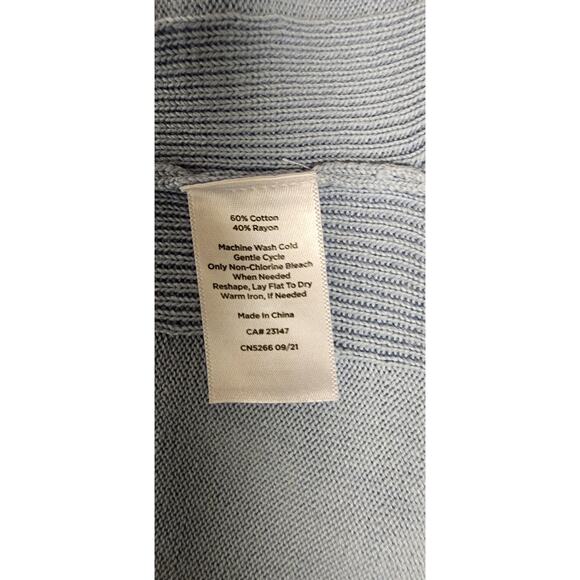 60% Cotton
40% Rayon
Machine Wash Cold
Gentle Cycle
Only Non-Chlorine Bleach
When Needed
Reshape, Lay Flat To Dry
Warm Iron, If Needed
Made in China
CA# 23147
CN5266 09/21